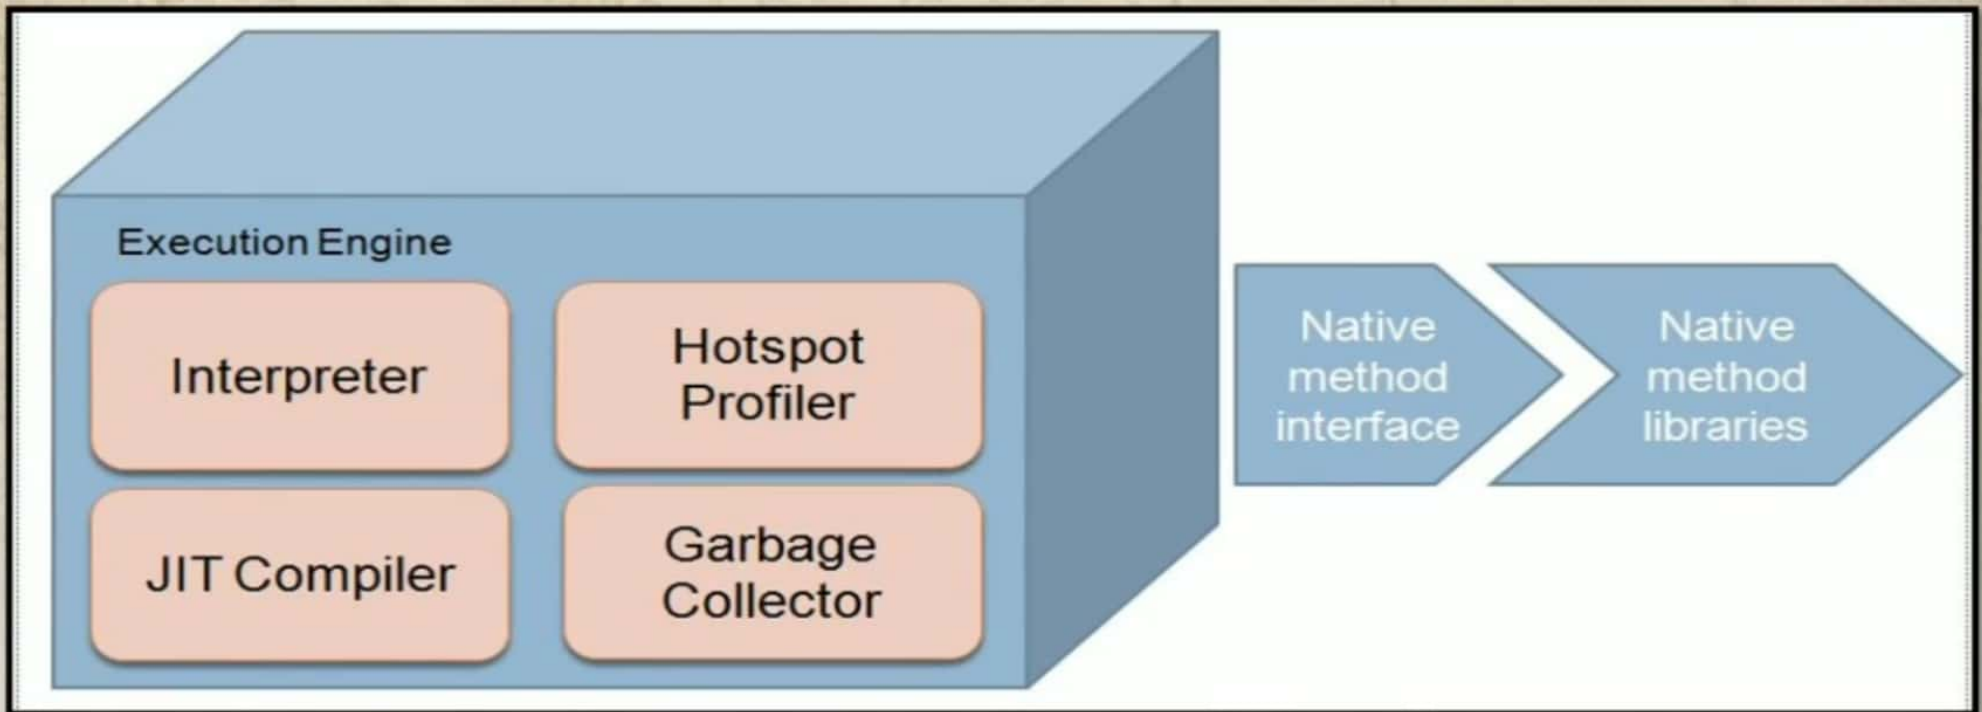 Execution Engine
Interpreter
Hotspot
Profiler
JIT Compiler
Garbage
Collector
Native
method
interface
Native
method
libraries